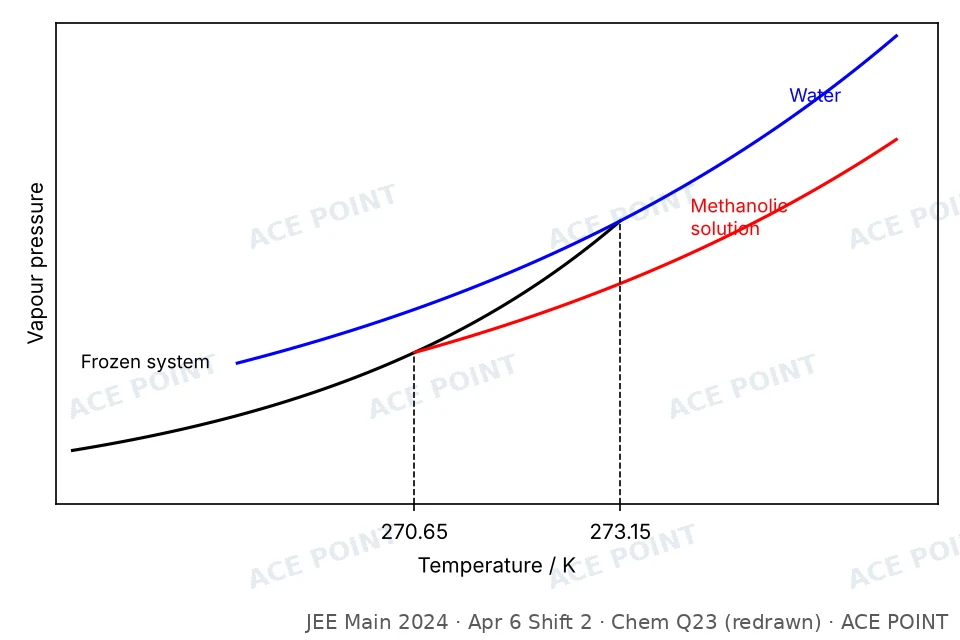 Water
ACE POINT ACE POINT ACE POINT
Methanolic
solution
Vapour pressure
Frozen system
ACE POINT ACE POINT ACE POINT
270.65 273.15
ACE POINT ACE POINT ACE POINT
Temperature / K
JEE Main 2024 · Apr 6 Shift 2 · Chem Q23 (redrawn) · ACE POINT